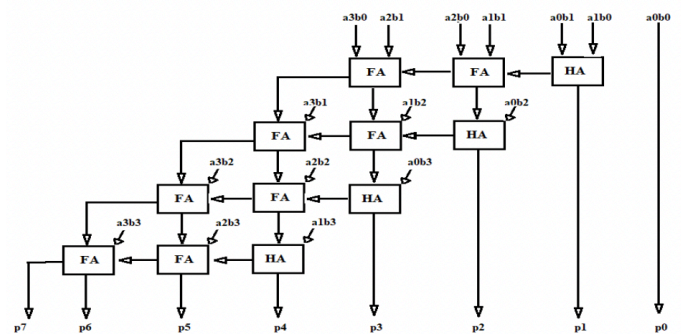 a3b0 a2b1 a2b0 a1b1 a0b1 a1b0 a0b0
FA FA HA
a3b1 a1b2 a0b2
FA FA HA
a3b2 a2b2 a0b3
FA FA HA
a3b3 a2b3 a1b3
FA FA HA
p7 p6 p5 p4 p3 p2 p1 p0